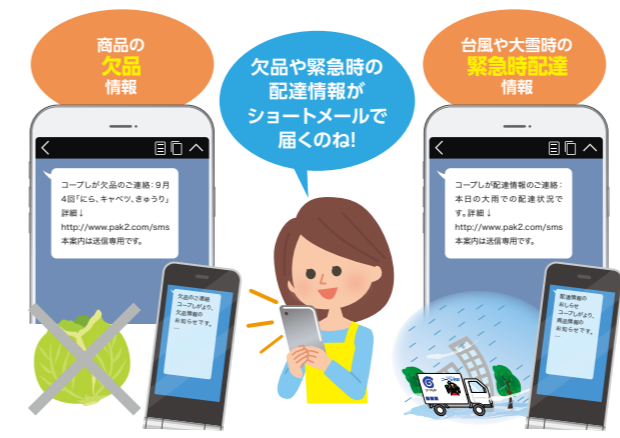 商品の
欠品
情報
欠品や緊急時の
配達情報が
ショートメールで
届くのね!
台風や大雪時の
緊急時配達
情報
コープしが欠品のご連絡:9月
4回「にら、キャベツ、きゅうり」
詳細↓
http://www.pak2.com/sms
本案内は送信専用です。
コープしが配達情報のご連絡:
本日の大雨での配達状況で
す。詳細↓
http://www.pak2.com/sms
本案内は送信専用です。
欠品のご連絡
コープしがより、
欠品情報の
お知らせです。
…
配達情報の
おしらせ
コープしがより、
お知らせです。
…